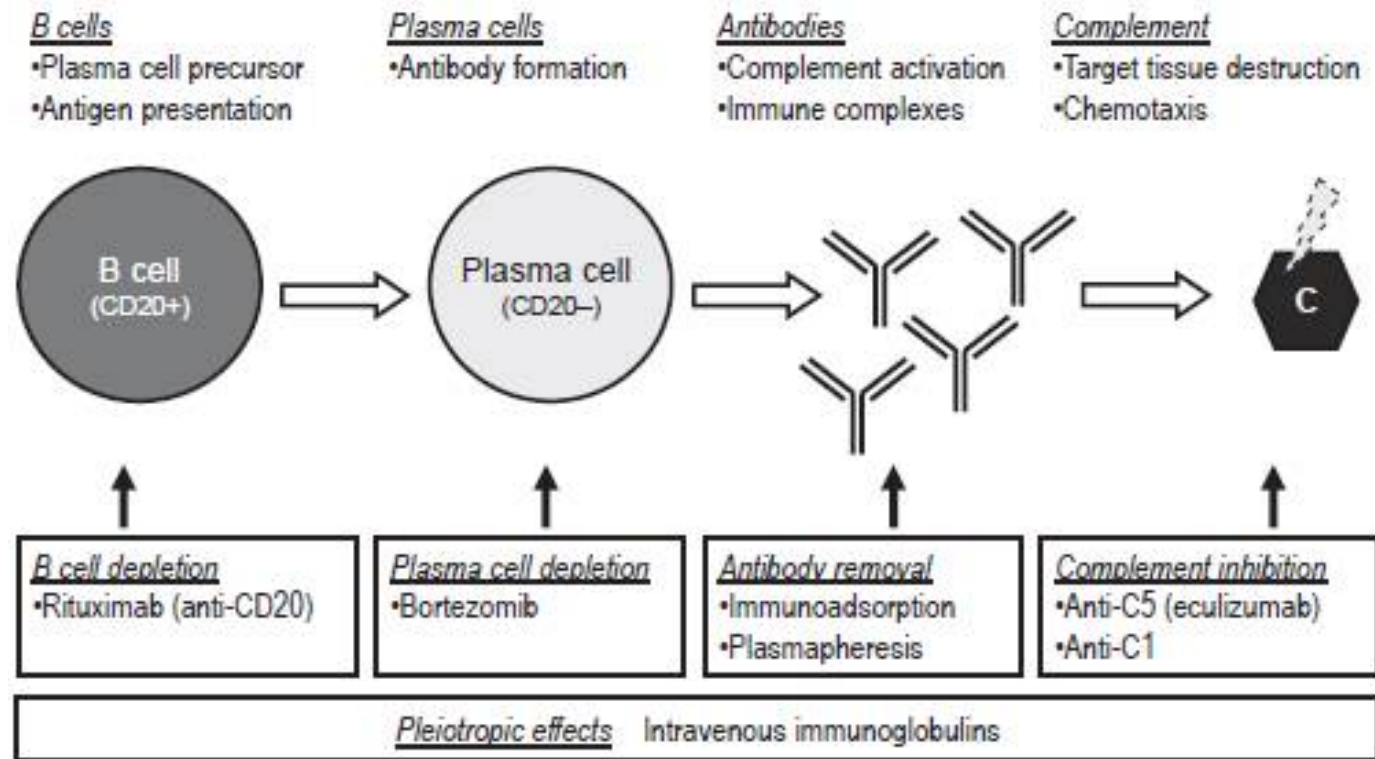 B cells
•Plasma cell precursor
•Antigen presentation
Plasma cells
•Antibody formation
Antibodies
•Complement activation
•Immune complexes
Complement
•Target tissue destruction
•Chemotaxis
B cell
(CD20+)
Plasma cell
(CD20–)
C
B cell depletion
•Rituximab (anti-CD20)
Plasma cell depletion
•Bortezomib
Antibody removal
•Immunoadsorption
•Plasmapheresis
Complement inhibition
•Anti-C5 (eculizumab)
•Anti-C1
Pleiotropic effects Intravenous immunoglobulins